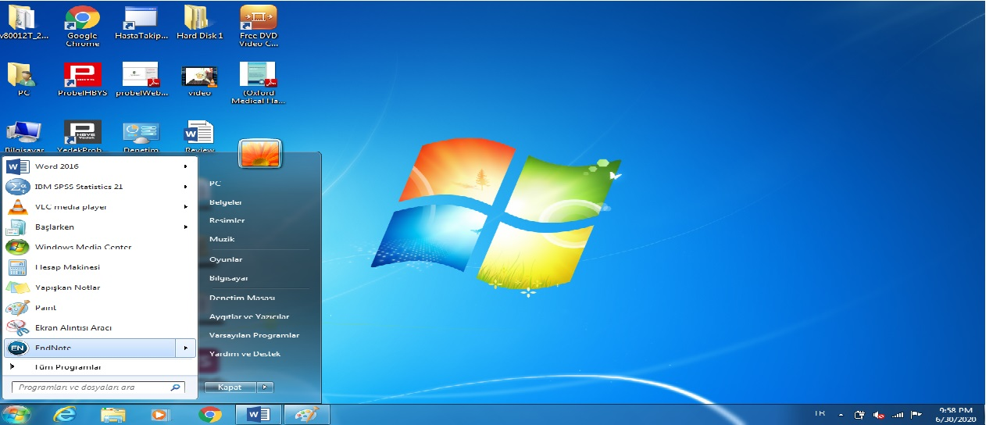 v80012T_2...
Google
Chrome
HastaTakip...
Hard Disk 1
Free DVD
Video C...
PC
ProbelHBYS
probelWeb...
video
(Oxford
Medical Ha...
Bilgisayar
YedekProb...
Denetim
Review
Word 2016
IBM SPSS Statistics 21
VLC media player
Başlarken
Windows Media Center
Hesap Makinesi
Yapışkan Notlar
Paint
Ekran Alıntısı Aracı
EN EndNote
Tüm Programlar
Programları ve dosyaları ara
PC
Belgeler
Resimler
Müzik
Oyunlar
Bilgisayar
Denetim Masası
Aygıtlar ve Yazıcılar
Varsayılan Programlar
Yardım ve Destek
Kapat
TR
9:58 PM
6/30/2020